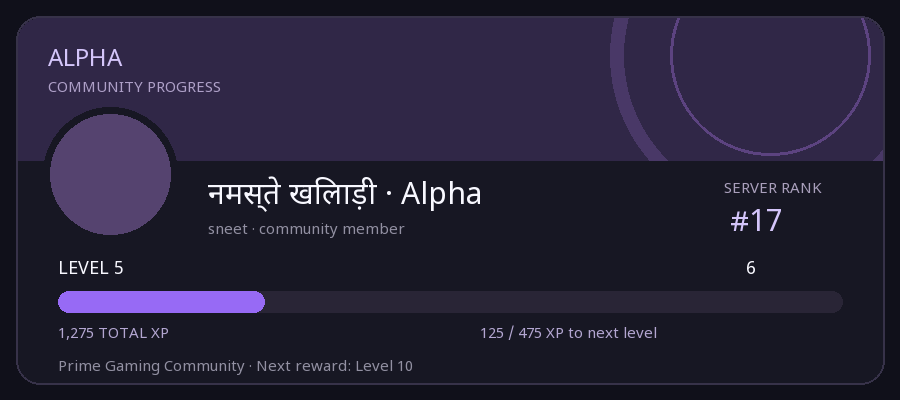 ALPHA
COMMUNITY PROGRESS
नमस्ते खिलाड़ी · Alpha
sneet · community member
SERVER RANK
#17
LEVEL 5
6
1,275 TOTAL XP
125 / 475 XP to next level
Prime Gaming Community · Next reward: Level 10